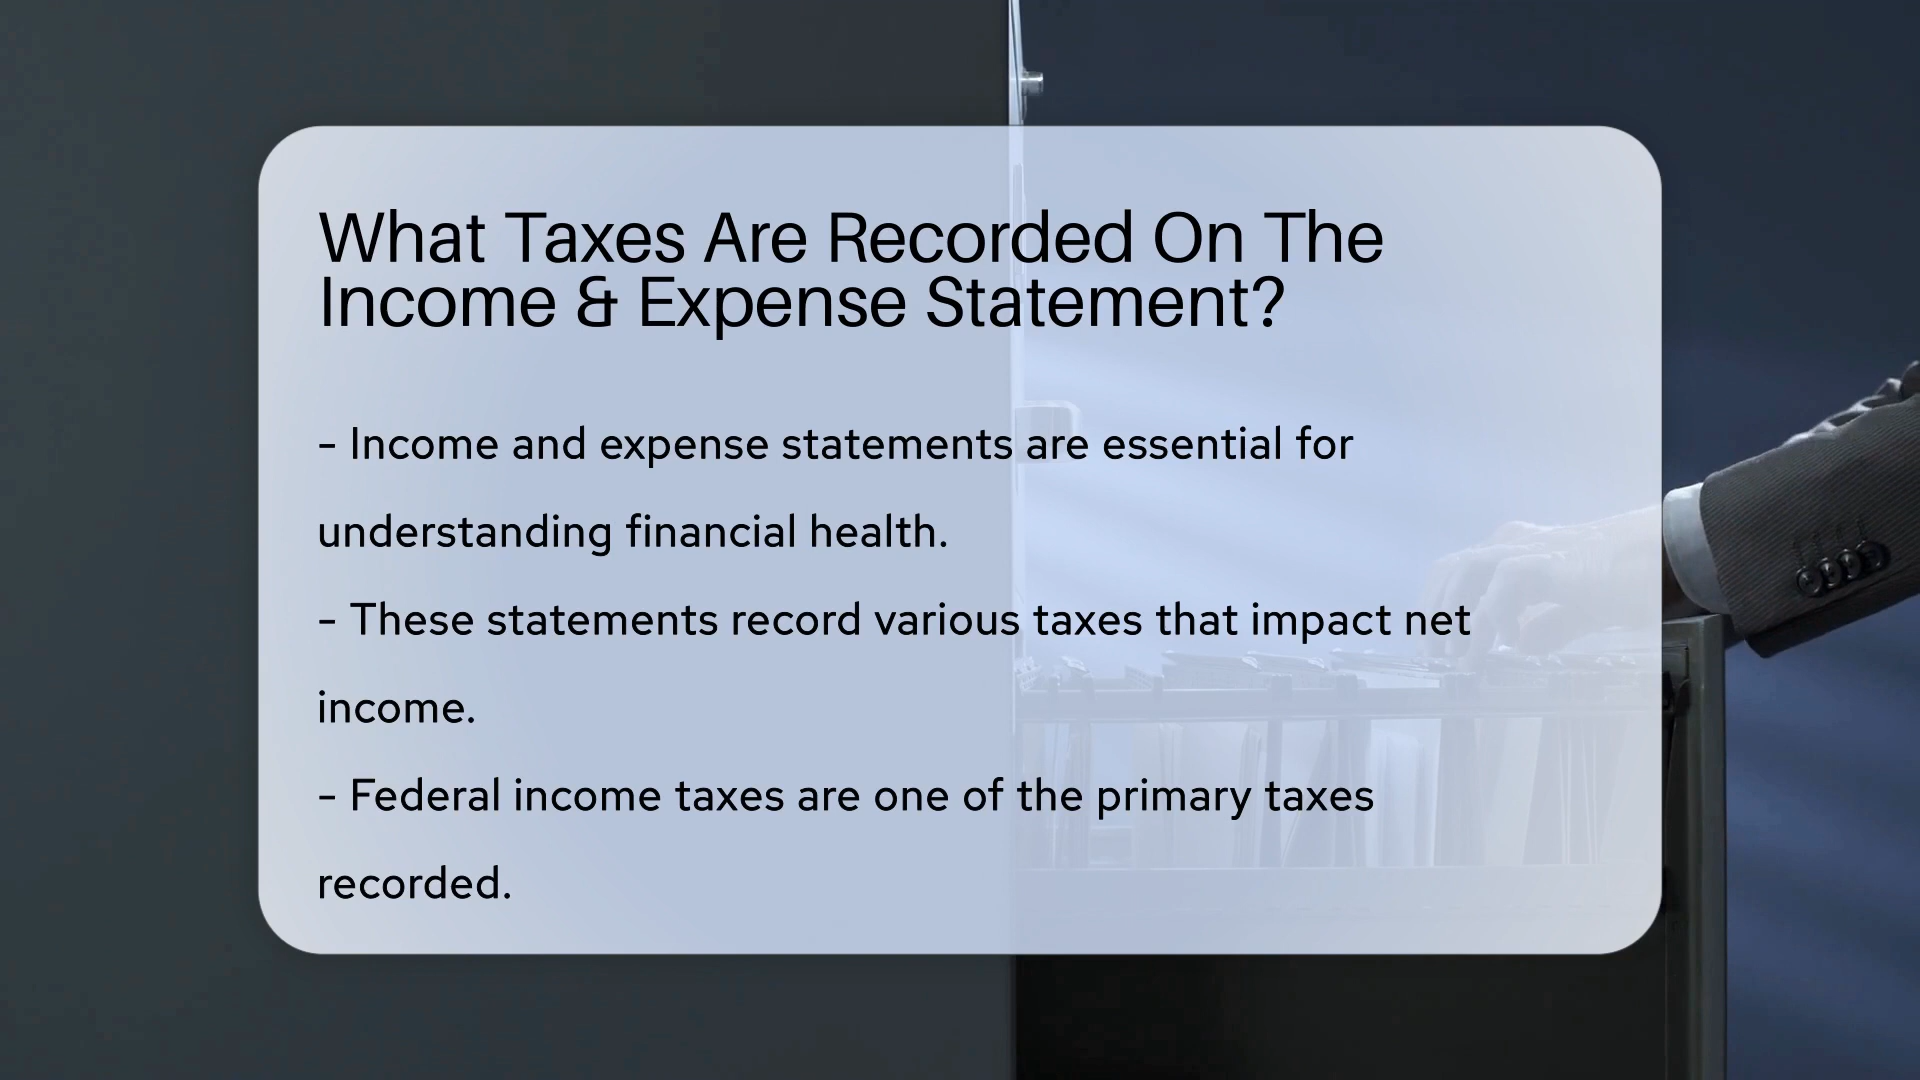 What Taxes Are Recorded On The
Income & Expense Statement?
- Income and expense statements are essential for
understanding financial health.
- These statements record various taxes that impact net
income.
- Federal income taxes are one of the primary taxes
recorded.